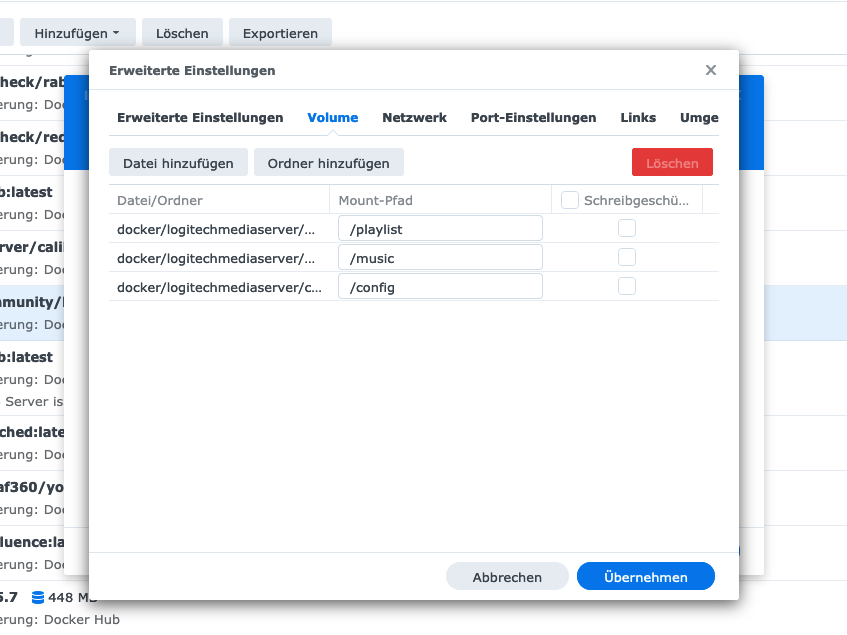 Hinzufügen
Löschen
Exportieren
Erweiterte Einstellungen
Erweiterte Einstellungen
Volume
Netzwerk
Port-Einstellungen
Links
Umge
Datei hinzufügen
Ordner hinzufügen
Löschen
Datei/Ordner
Mount-Pfad
Schreibgeschü...
docker/logitechmediaserver/...
/playlist
docker/logitechmediaserver/...
/music
docker/logitechmediaserver/c...
/config
Abbrechen
Übernehmen
heck/rab
erung: Doc
heck/red
erung: Doc
b:latest
erung: Doc
rver/cali
erung: Doc
mmunity/l
erung: Doc
b:latest
erung: Doc
Server is
ched:late
erung: Doc
af360/yo
erung: Doc
luence:la
erung: Doc
5.7
448 MB
erung: Docker Hub